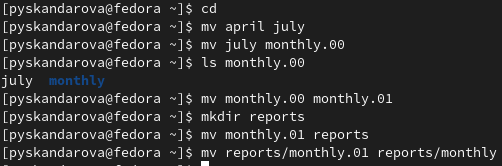 [pyskandarova@fedora ~]$ cd
[pyskandarova@fedora ~]$ mv april july
[pyskandarova@fedora ~]$ mv july monthly.00
[pyskandarova@fedora ~]$ ls monthly.00
july  monthly
[pyskandarova@fedora ~]$ mv monthly.00 monthly.01
[pyskandarova@fedora ~]$ mkdir reports
[pyskandarova@fedora ~]$ mv monthly.01 reports
[pyskandarova@fedora ~]$ mv reports/monthly.01 reports/monthly